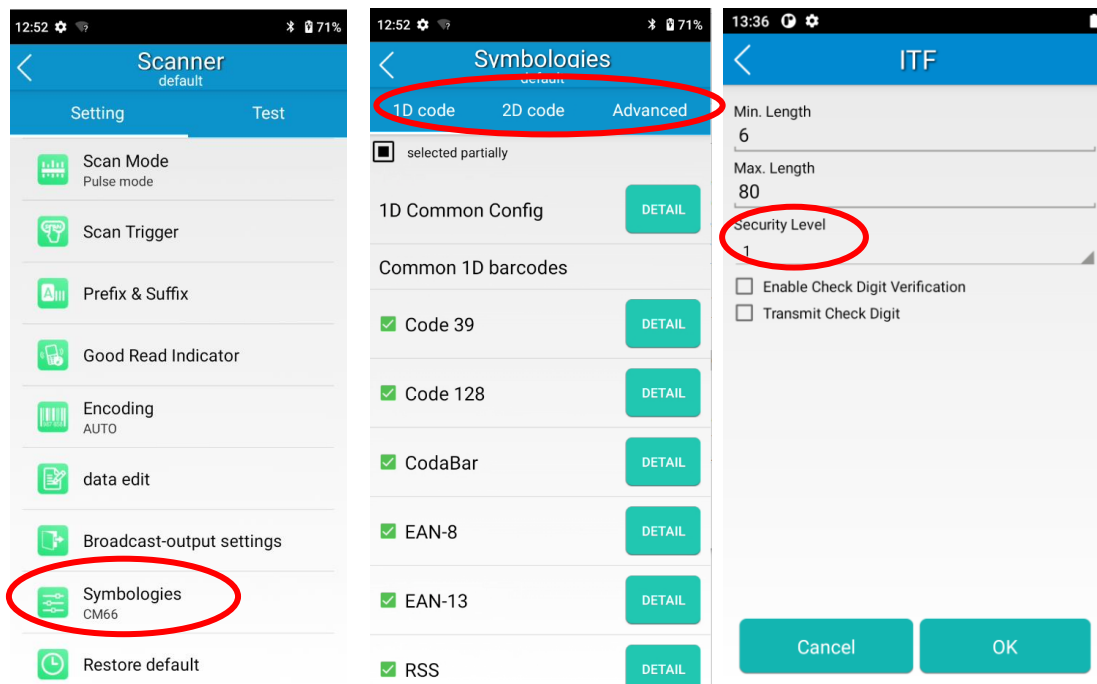 12:52
71%
Scanner
default
Setting
Test
Scan Mode
Pulse mode
Scan Trigger
Prefix & Suffix
Good Read Indicator
Encoding
AUTO
data edit
Broadcast-output settings
Symbologies
CM66
Restore default
12:52
71%
Symbologies
default
1D code
2D code
Advanced
selected partially
1D Common Config
DETAIL
Common 1D barcodes
Code 39
DETAIL
Code 128
DETAIL
CodaBar
DETAIL
EAN-8
DETAIL
EAN-13
DETAIL
RSS
DETAIL
13:36
ITF
Min. Length
6
Max. Length
80
Security Level
1
Enable Check Digit Verification
Transmit Check Digit
Cancel
OK